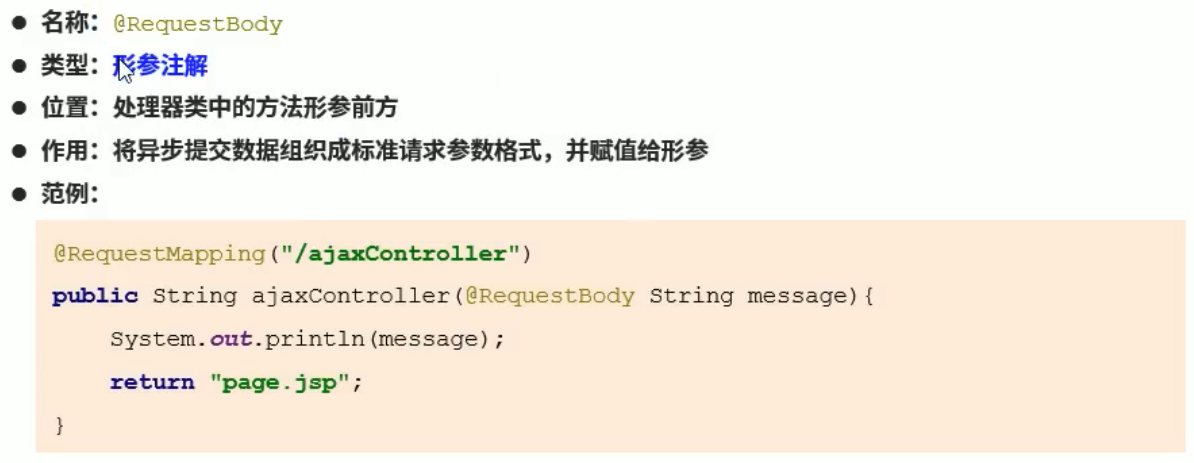 ● 名称：@RequestBody
● 类型：形参注解
● 位置：处理器类中的方法形参前方
● 作用：将异步提交数据组织成标准请求参数格式，并赋值给形参
● 范例：
@RequestMapping("/ajaxController")
public String ajaxController(@RequestBody String message){
    System.out.println(message);
    return "page.jsp";
}